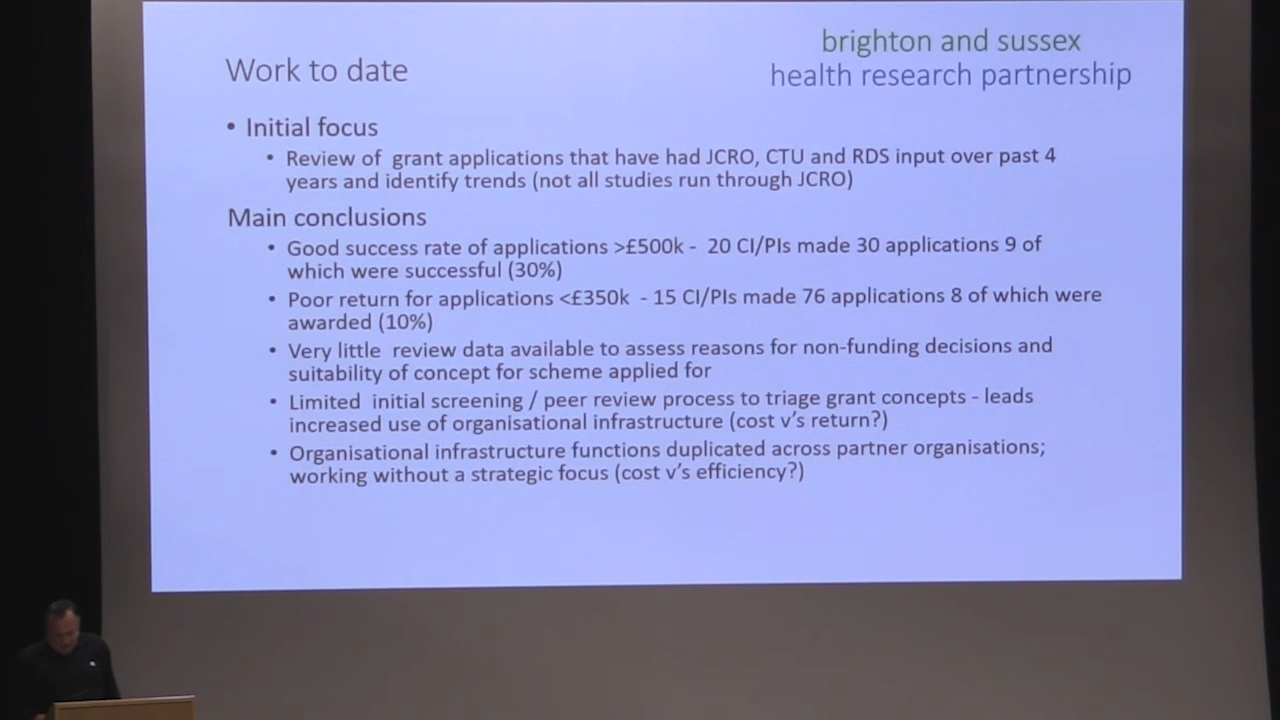 brighton and sussex
health research partnership
Work to date
• Initial focus
• Review of grant applications that have had JCRO, CTU and RDS input over past 4
years and identify trends (not all studies run through JCRO)
Main conclusions
• Good success rate of applications >£500k - 20 CI/PIs made 30 applications 9 of
which were successful (30%)
• Poor return for applications <£350k - 15 CI/PIs made 76 applications 8 of which were
awarded (10%)
• Very little review data available to assess reasons for non-funding decisions and
suitability of concept for scheme applied for
• Limited initial screening / peer review process to triage grant concepts - leads
increased use of organisational infrastructure (cost v's return?)
• Organisational infrastructure functions duplicated across partner organisations;
working without a strategic focus (cost v's efficiency?)